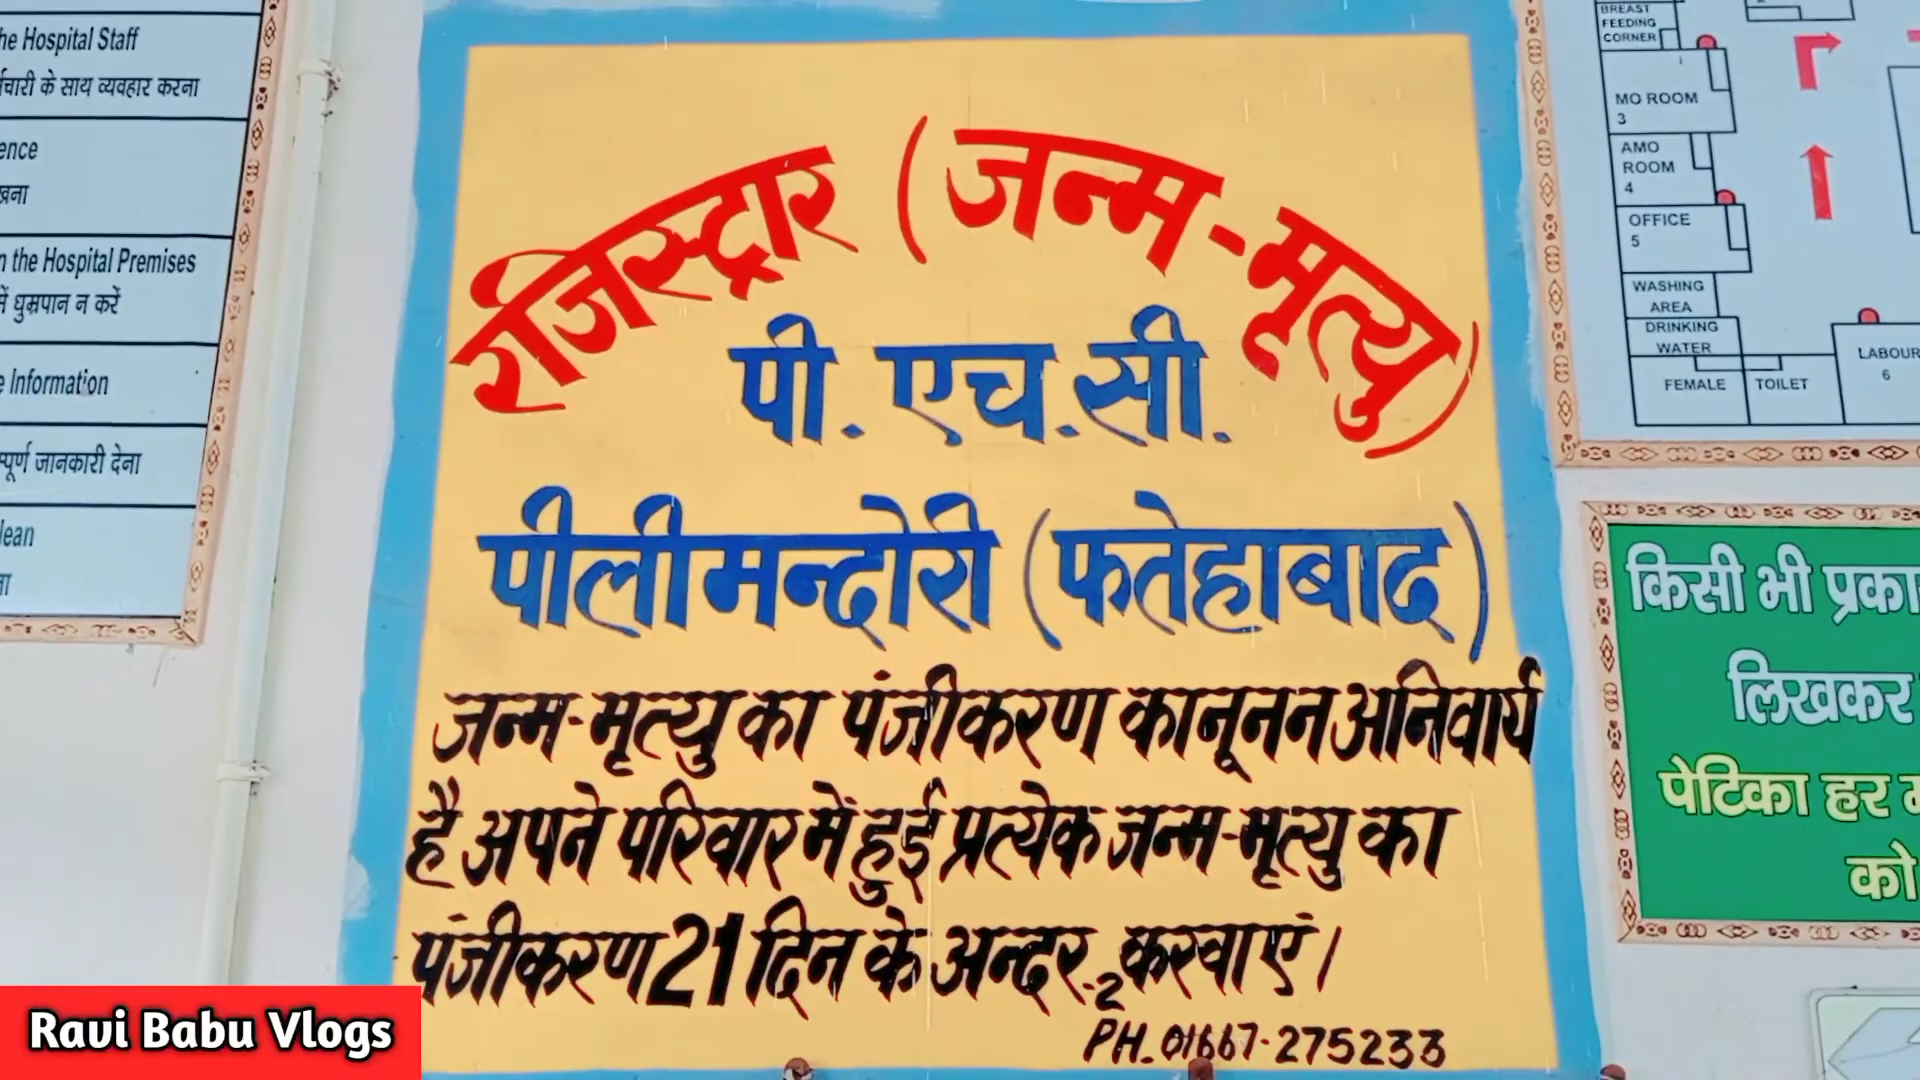 he Hospital Staff
र्मचारी के साथ व्यवहार करना
ence
खना
n the Hospital Premises
में धुम्रपान न करें
e Information
म्पूर्ण जानकारी देना
lean
ना
रजिस्ट्रार (जन्म-मृत्यु)
पी. एच.सी.
पीलीमन्दोरी (फतेहाबाद)
जन्म-मृत्यु का पंजीकरण कानूनन अनिवार्य
है अपने परिवार में हुई प्रत्येक जन्म-मृत्यु का
पंजीकरण 21 दिन के अन्दर-2 करवाएं।
PH. 01667-275233
BREAST
FEEDING
CORNER
MO ROOM
3
AMO
ROOM
4
OFFICE
5
WASHING
AREA
DRINKING
WATER
FEMALE TOILET
LABOUR
6
किसी भी प्रका
लिखकर
पेटिका हर
को
Ravi Babu Vlogs